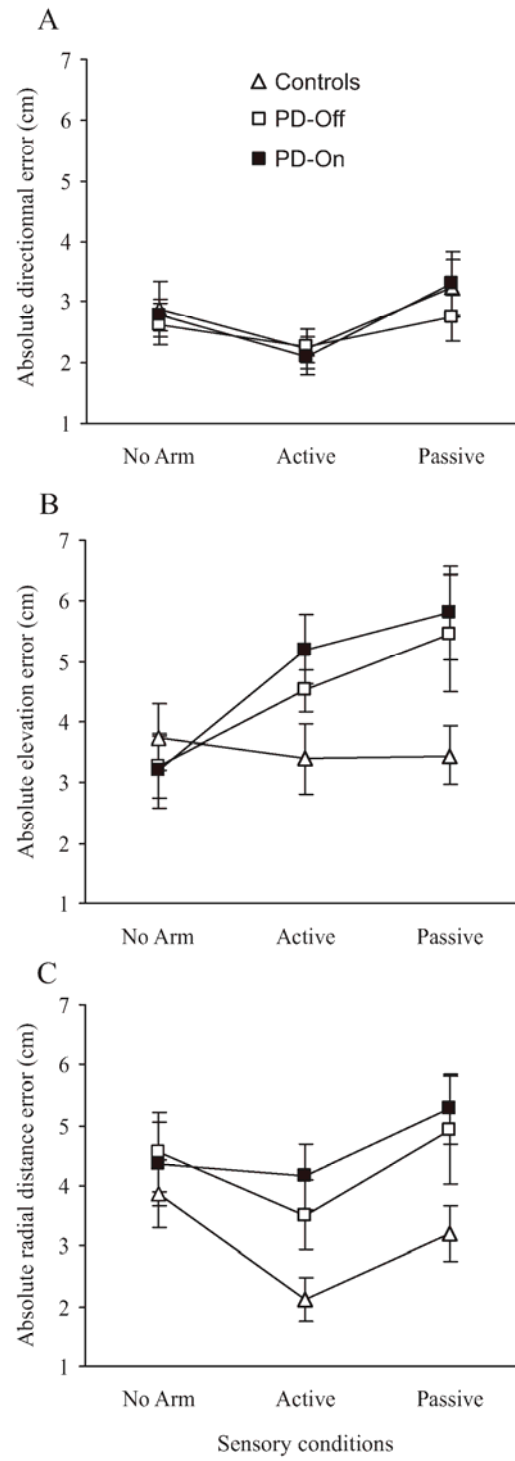 A
Absolute directionnal error (cm)
7
6
5
4
3
2
1
Controls
PD-Off
PD-On
No Arm Active Passive
B
Absolute elevation error (cm)
7
6
5
4
3
2
1
No Arm Active Passive
C
Absolute radial distance error (cm)
7
6
5
4
3
2
1
No Arm Active Passive
Sensory conditions